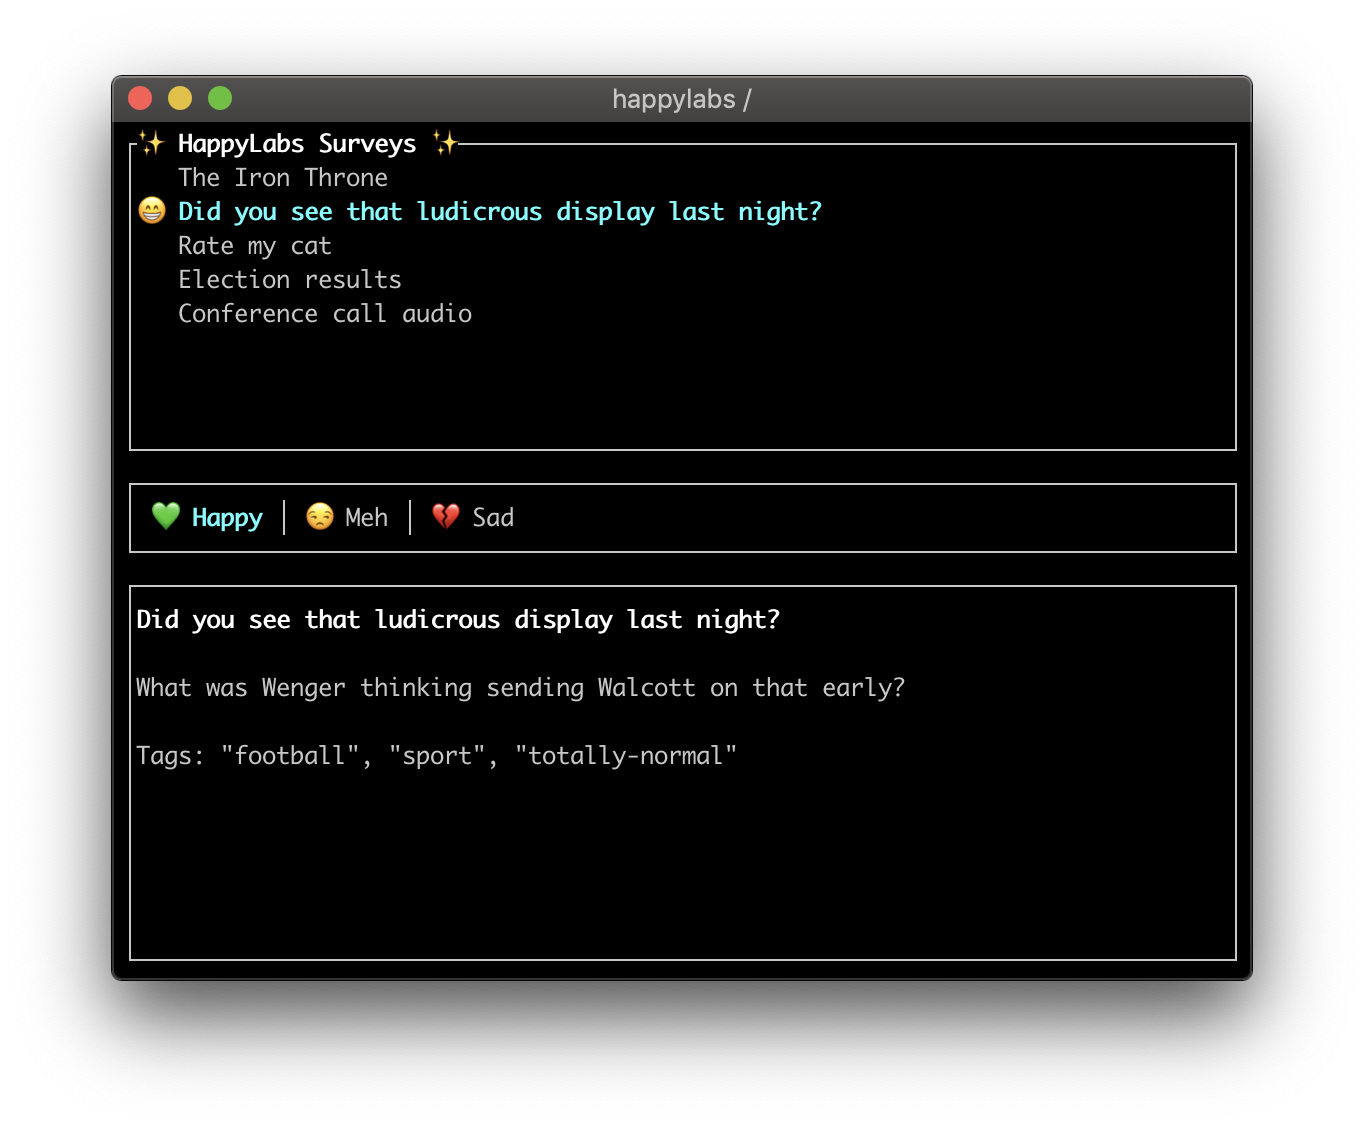 happylabs /
✨ HappyLabs Surveys ✨
The Iron Throne
😁 Did you see that ludicrous display last night?
Rate my cat
Election results
Conference call audio
💚 Happy │ 😒 Meh │ 💔 Sad
Did you see that ludicrous display last night?
What was Wenger thinking sending Walcott on that early?
Tags: "football", "sport", "totally-normal"